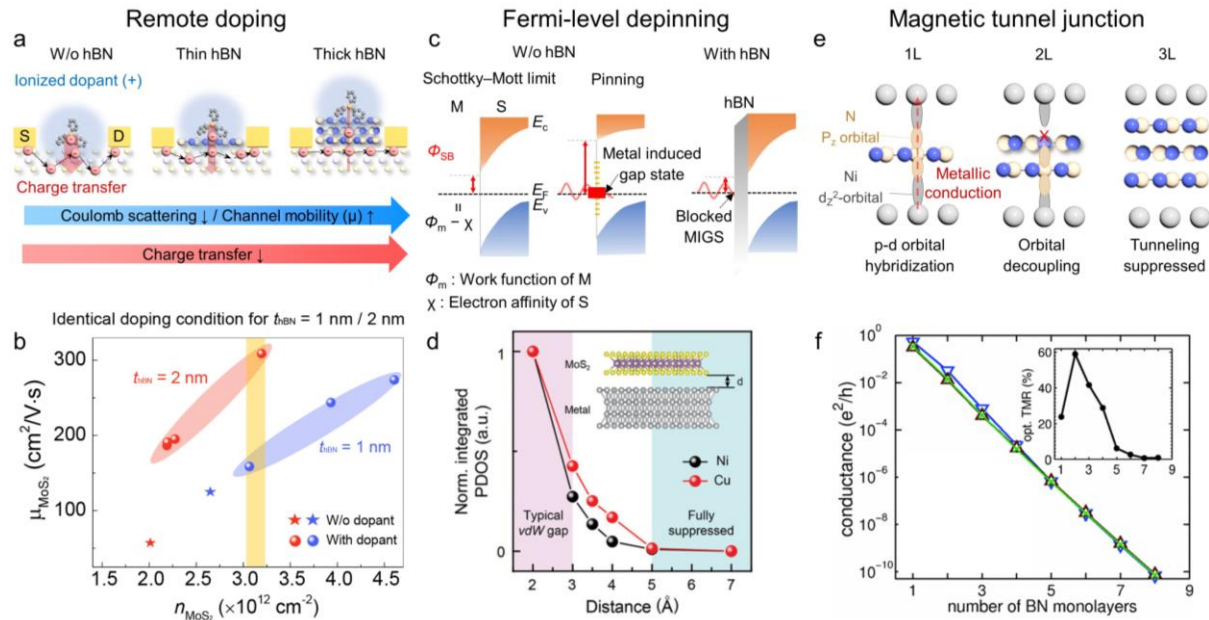 Remote doping
a
W/o hBN
Thin hBN
Thick hBN
Ionized dopant (+)
S
D
Charge transfer
Coulomb scattering ↓ / Channel mobility (μ) ↑
Charge transfer ↓
Identical doping condition for thBN = 1 nm / 2 nm
b
μMoS₂ (cm²/V·s)
300
200
100
thBN = 2 nm
thBN = 1 nm
W/o dopant
With dopant
1.5 2.0 2.5 3.0 3.5 4.0 4.5
nMoS₂ (×10¹² cm⁻²)
Fermi-level depinning
c
W/o hBN
With hBN
Schottky–Mott limit
Pinning
hBN
M
S
Ec
ΦSB
Metal induced
gap state
EF
Ev
=
Φm − χ
Blocked
MIGS
Φm : Work function of M
χ : Electron affinity of S
d
Norm. integrated
PDOS (a.u.)
1
0
MoS₂
d
Metal
Ni
Cu
Typical
vdW gap
Fully
suppressed
2 3 4 5 6 7
Distance (Å)
Magnetic tunnel junction
e
1L
2L
3L
N
Pz orbital
Ni
dz²-orbital
Metallic
conduction
p-d orbital
hybridization
Orbital
decoupling
Tunneling
suppressed
f
conductance (e²/h)
10⁰
10⁻²
10⁻⁴
10⁻⁶
10⁻⁸
10⁻¹⁰
opt. TMR (%)
60
40
20
0
1 3 5 7 9
1 3 5 7 9
number of BN monolayers